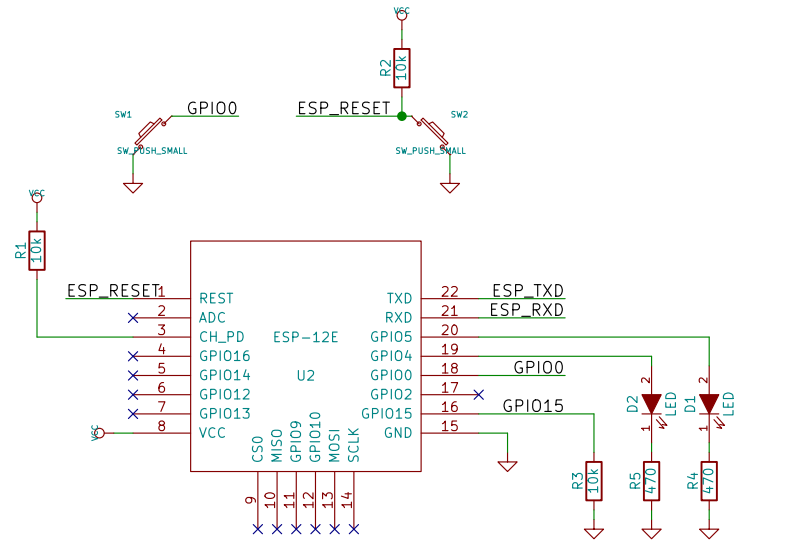 VCC
R2
10k
SW1
GPIO0
ESP_RESET
SW2
SW_PUSH_SMALL
SW_PUSH_SMALL
VCC
R1
10k
ESP_RESET
1
REST
TXD
22
ESP_TXD
2
ADC
RXD
21
ESP_RXD
3
CH_PD
ESP-12E
GPIO5
20
4
GPIO16
GPIO4
19
5
GPIO14
U2
GPIO0
18
GPIO0
6
GPIO12
GPIO2
17
7
GPIO13
GPIO15
16
GPIO15
VCC
8
VCC
GND
15
2
D2
LED
1
2
D1
LED
1
CS0
MISO
GPIO9
GPIO10
MOSI
SCLK
9
10
11
12
13
14
R3
10k
R5
470
R4
470